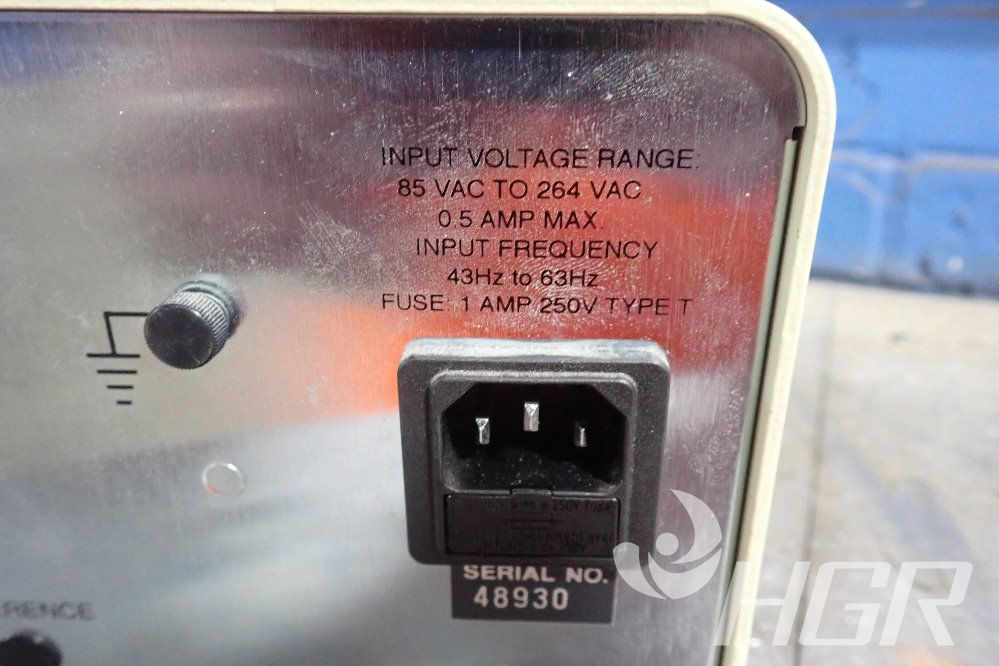 INPUT VOLTAGE RANGE:
85 VAC TO 264 VAC
0.5 AMP MAX.
INPUT FREQUENCY
43Hz to 63Hz
FUSE: 1 AMP 250V TYPE T
SERIAL NO.
48930
RENCE
HGR